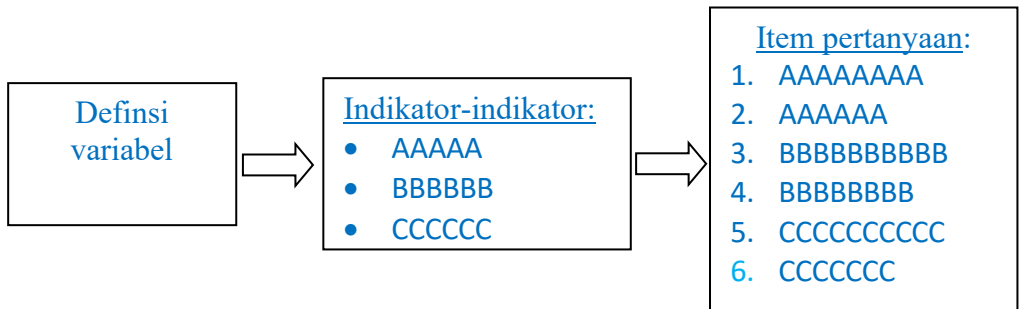 Definsi
variabel
Indikator-indikator:
• AAAAA
• BBBBBB
• CCCCCC
Item pertanyaan:
1. AAAAAAAA
2. AAAAAA
3. BBBBBBBBBB
4. BBBBBBBB
5. CCCCCCCCCC
6. CCCCCCC